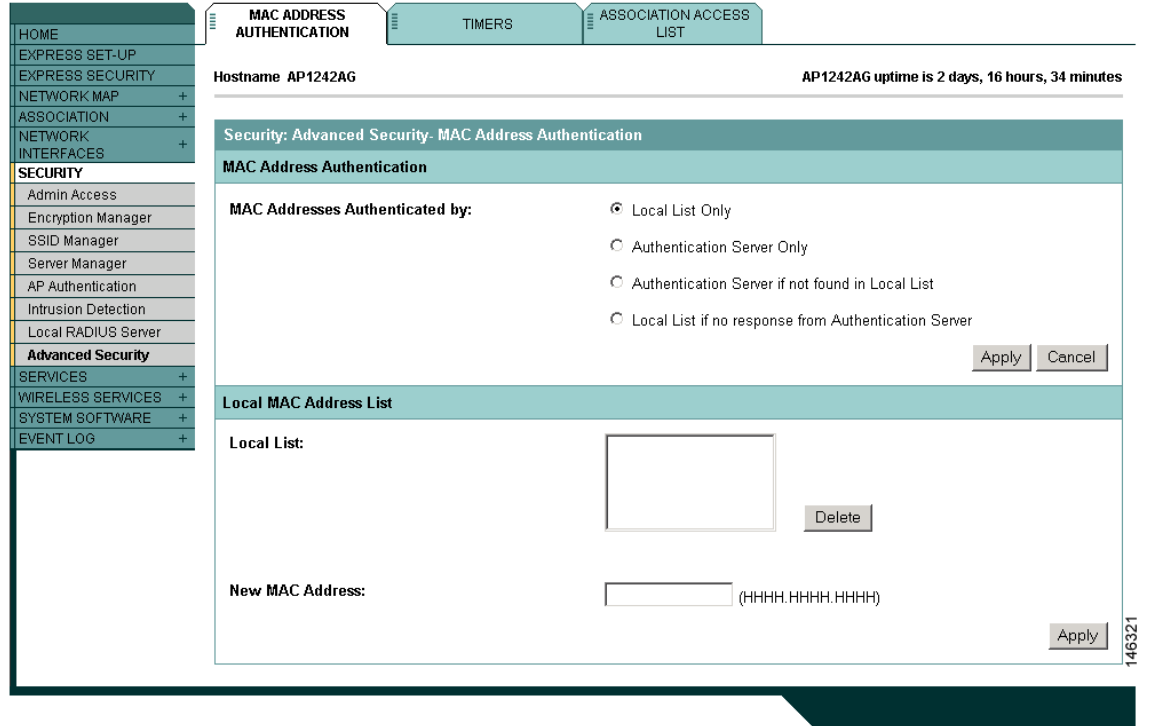 MAC ADDRESS
AUTHENTICATION
TIMERS
ASSOCIATION ACCESS
LIST
HOME
EXPRESS SET-UP
EXPRESS SECURITY
NETWORK MAP +
ASSOCIATION +
NETWORK
INTERFACES +
SECURITY
Admin Access
Encryption Manager
SSID Manager
Server Manager
AP Authentication
Intrusion Detection
Local RADIUS Server
Advanced Security
SERVICES +
WIRELESS SERVICES +
SYSTEM SOFTWARE +
EVENT LOG +
Hostname AP1242AG
AP1242AG uptime is 2 days, 16 hours, 34 minutes
Security: Advanced Security- MAC Address Authentication
MAC Address Authentication
MAC Addresses Authenticated by:
Local List Only
Authentication Server Only
Authentication Server if not found in Local List
Local List if no response from Authentication Server
Apply
Cancel
Local MAC Address List
Local List:
Delete
New MAC Address:
(HHHH.HHHH.HHHH)
Apply
146321